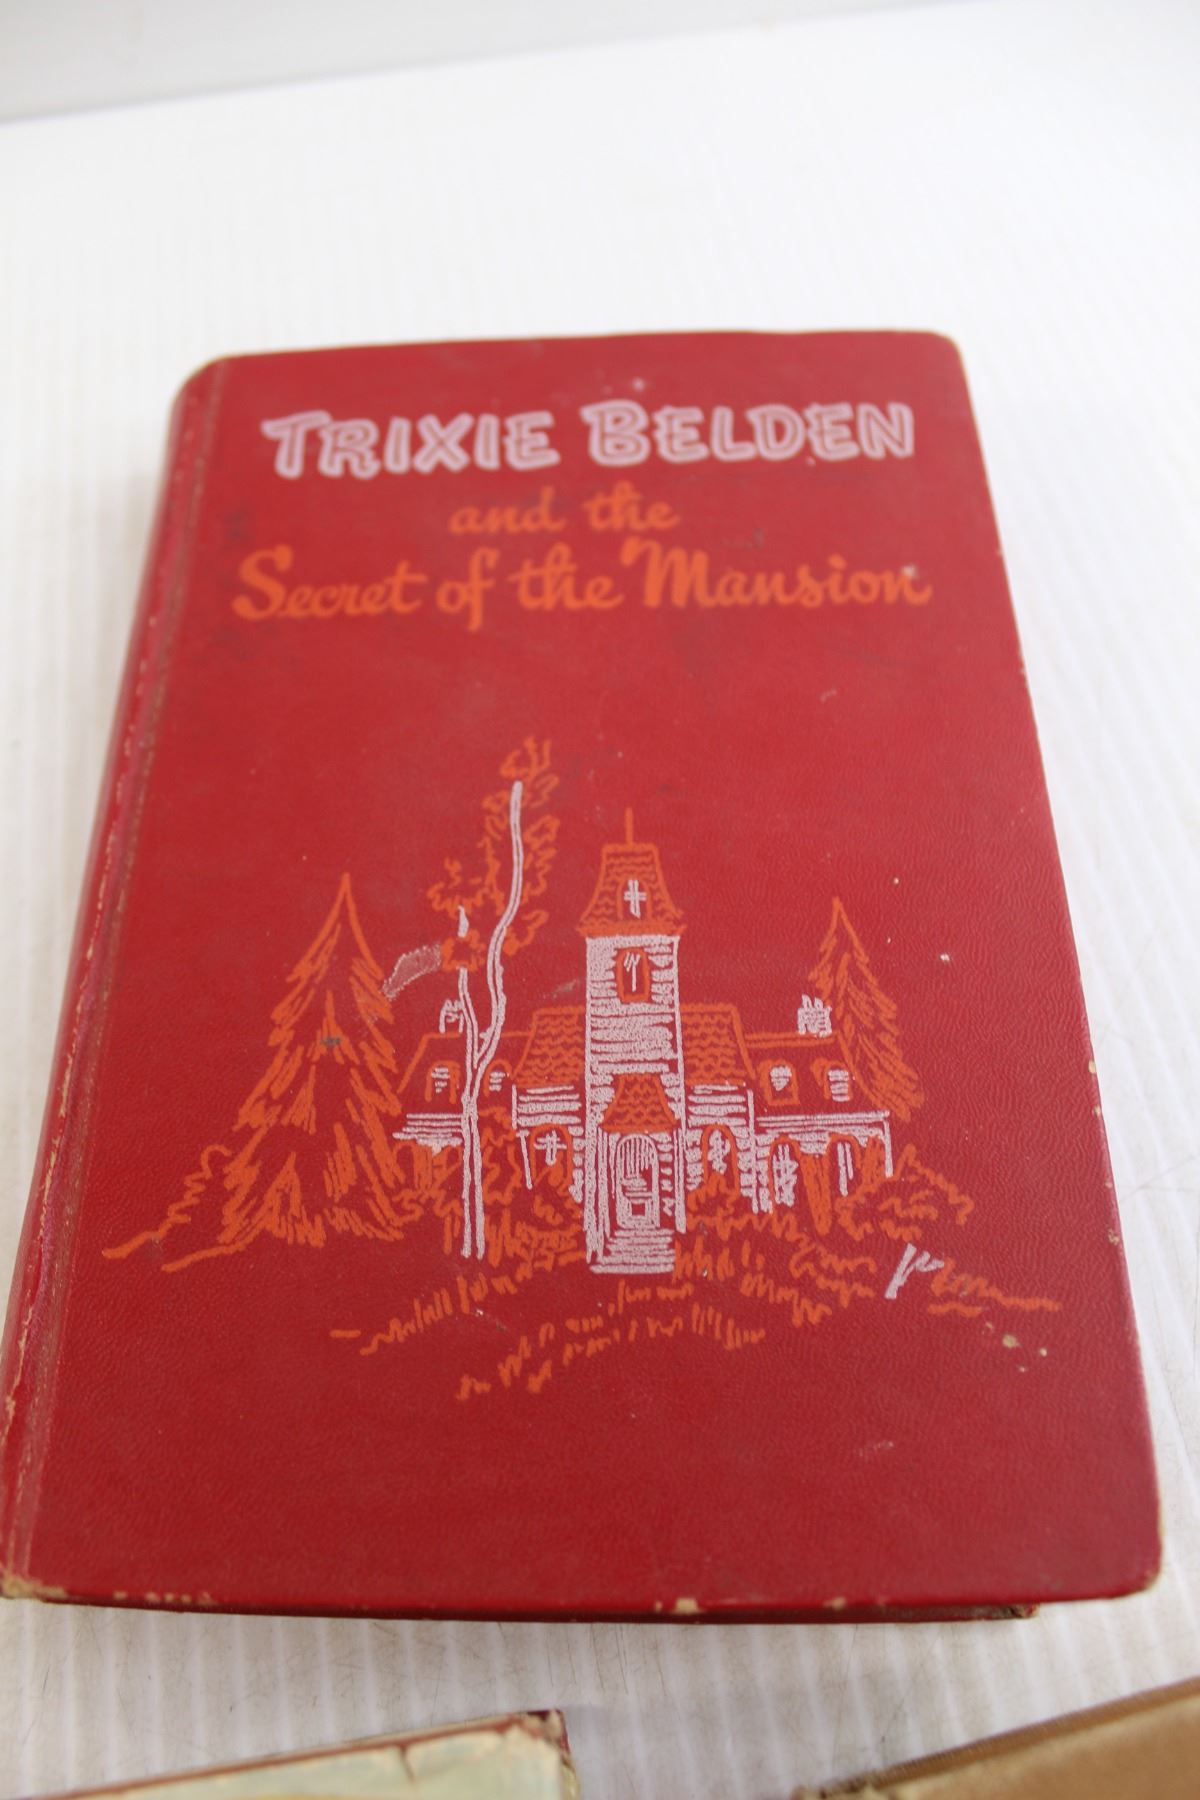 TRIXIE BELDEN
and the
Secret of the Mansion